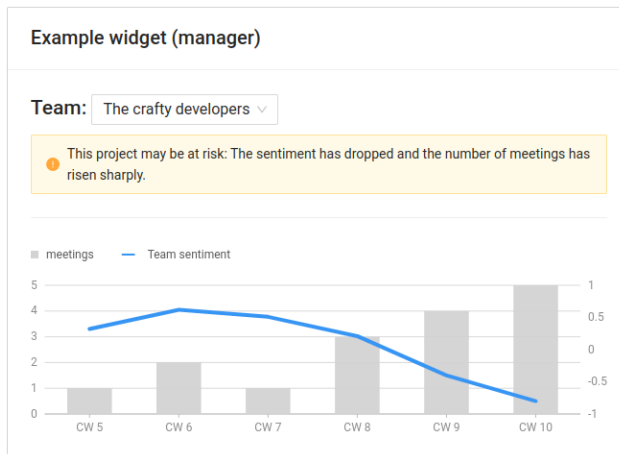 Example widget (manager)
Team: The crafty developers
This project may be at risk: The sentiment has dropped and the number of meetings has
risen sharply.
meetings Team sentiment
5 1
4 0.5
3 0
2 -0.5
1 -1
0
CW 5 CW 6 CW 7 CW 8 CW 9 CW 10